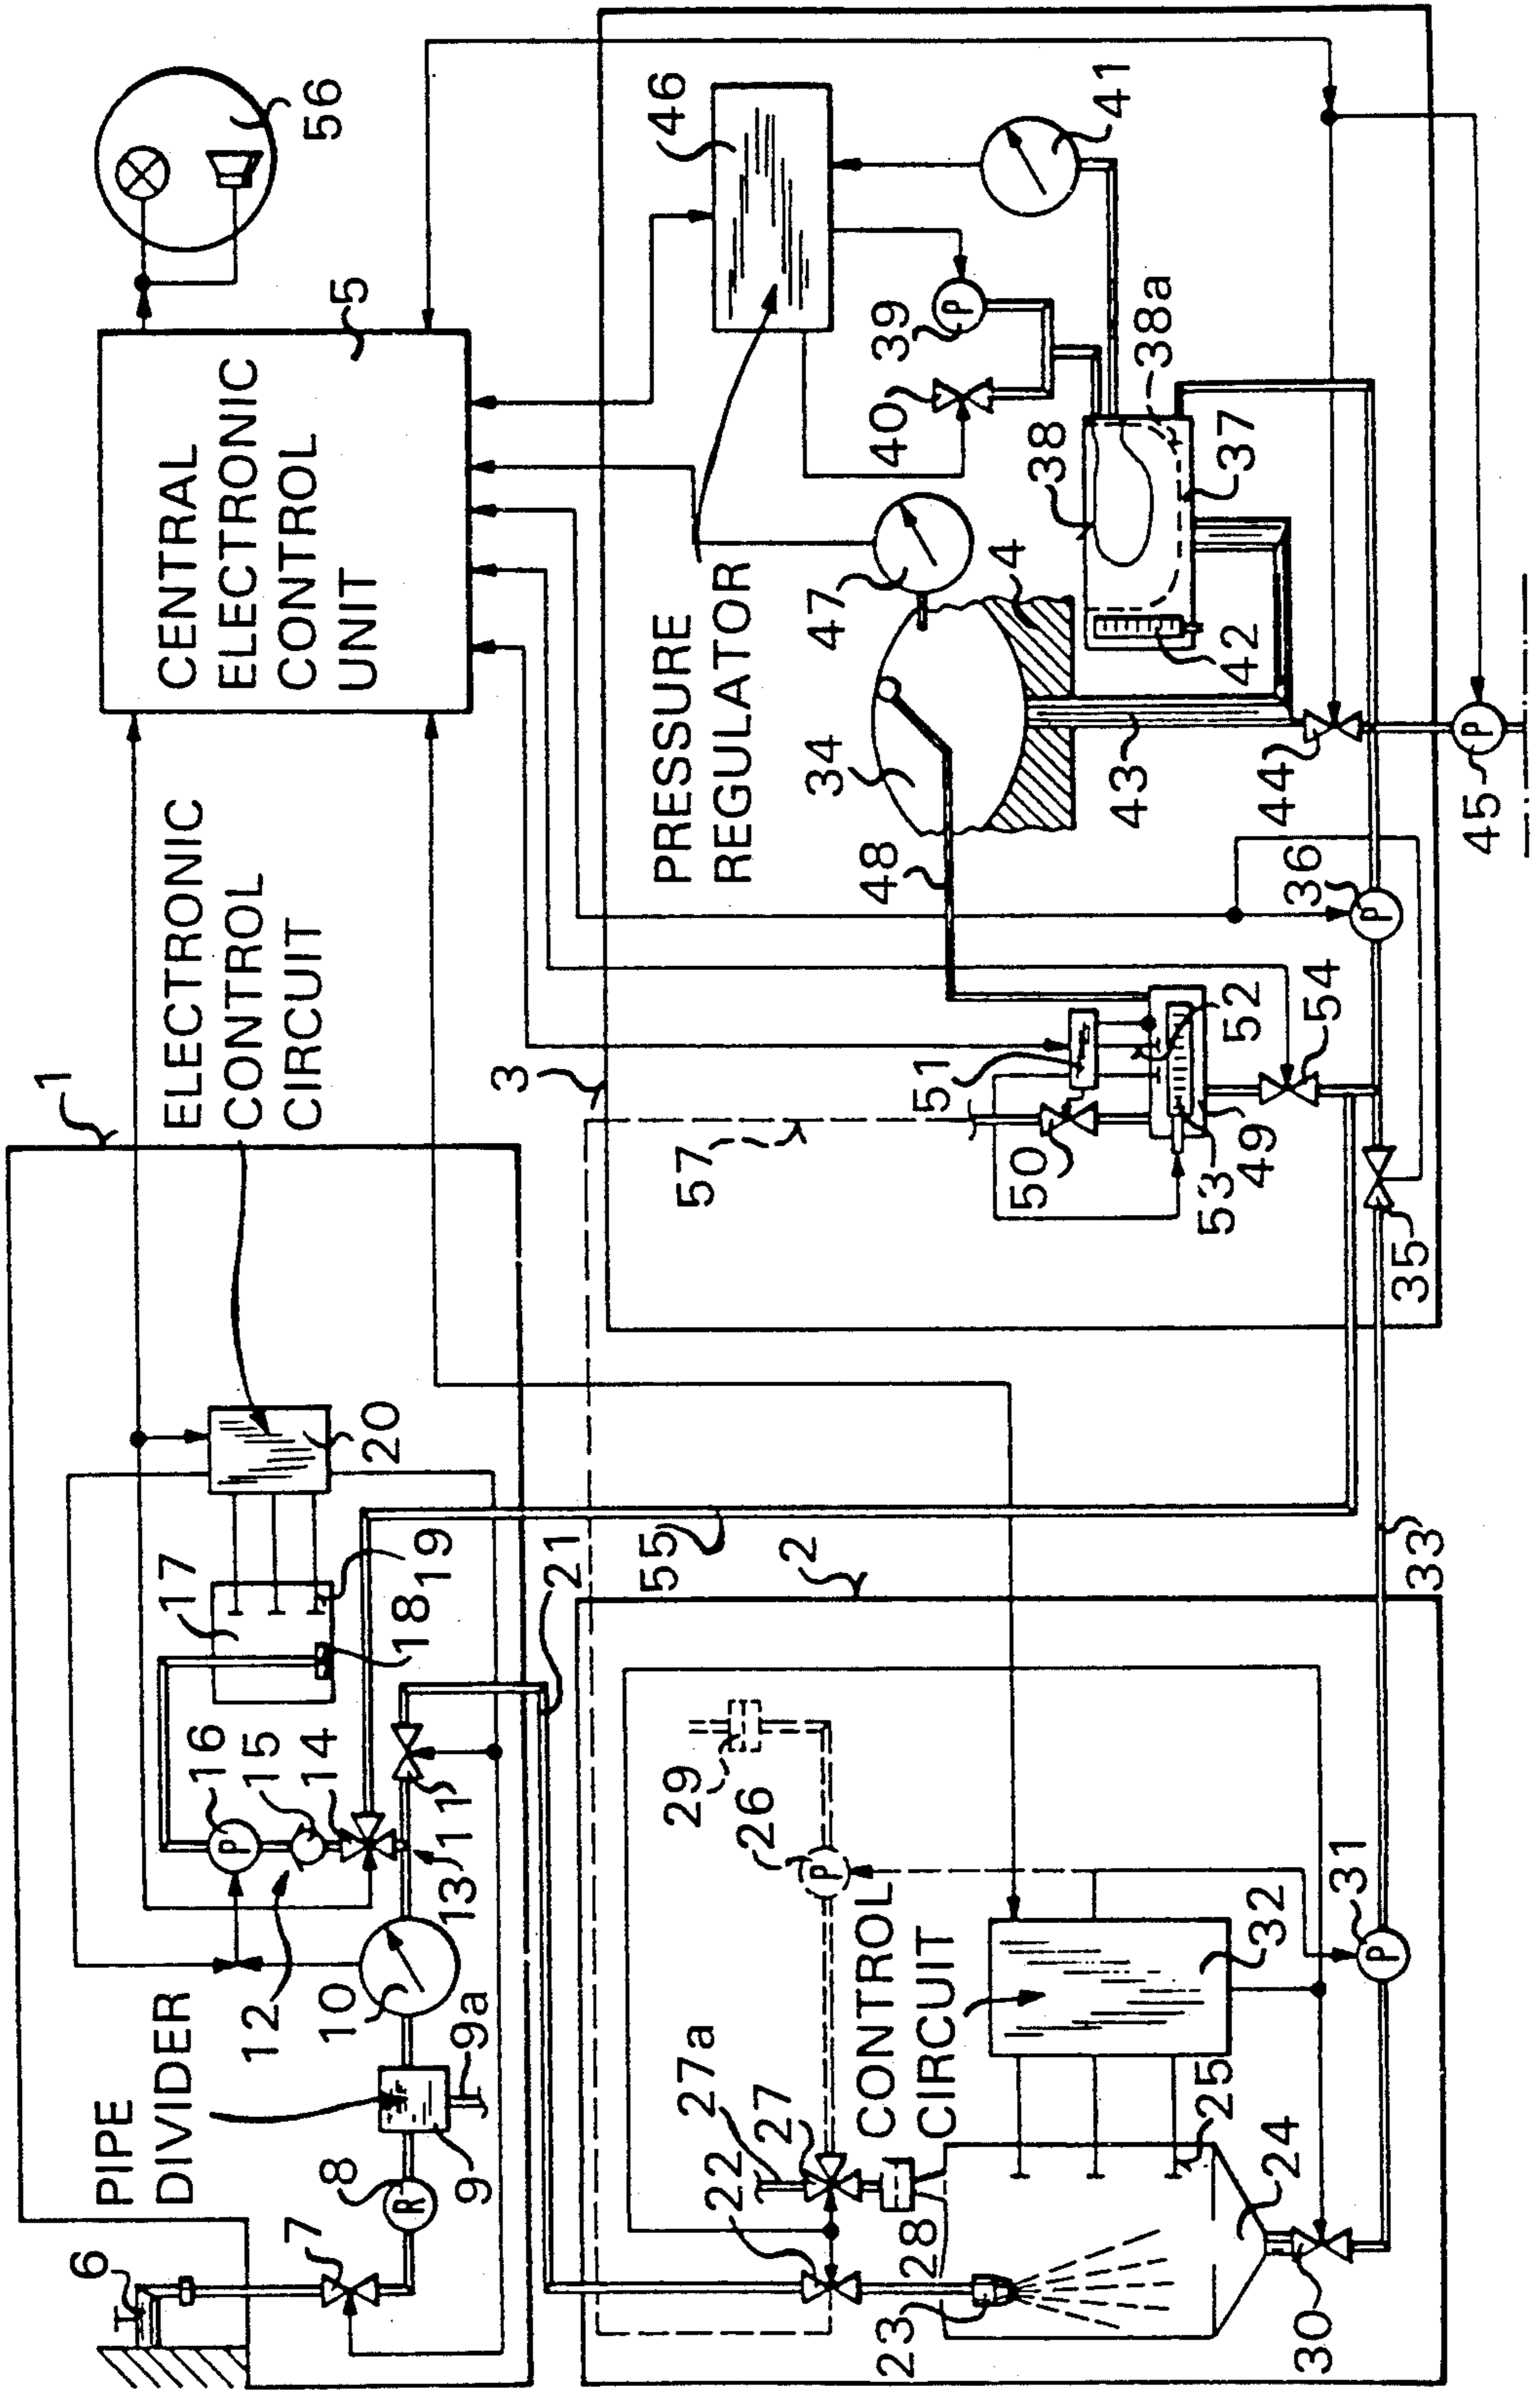 56
CENTRAL
ELECTRONIC
CONTROL
UNIT
5
46
41
P
39
40
38a
38
37
PRESSURE
REGULATOR
47
4
42
34
43
44
P
45
48
P
36
ELECTRONIC
CONTROL
CIRCUIT
1
3
51
52
54
57
50
53
49
35
20
17
19
18
16
P
15
14
11
13
12
10
21
55
2
33
PIPE
DIVIDER
9a
9
8
R
7
6
29
26
P
CONTROL
CIRCUIT
32
31
P
27a
27
22
25
28
24
23
30